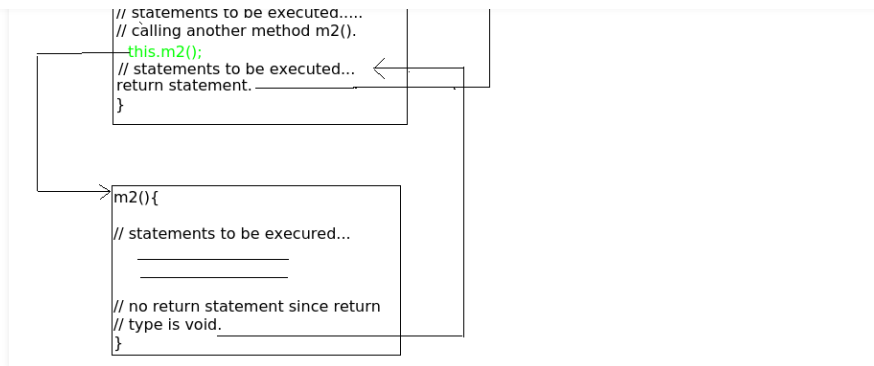 // statements to be executed.....
// calling another method m2().
this.m2();
// statements to be executed...
return statement.
}
m2(){
// statements to be execured...
// no return statement since return
// type is void.
}